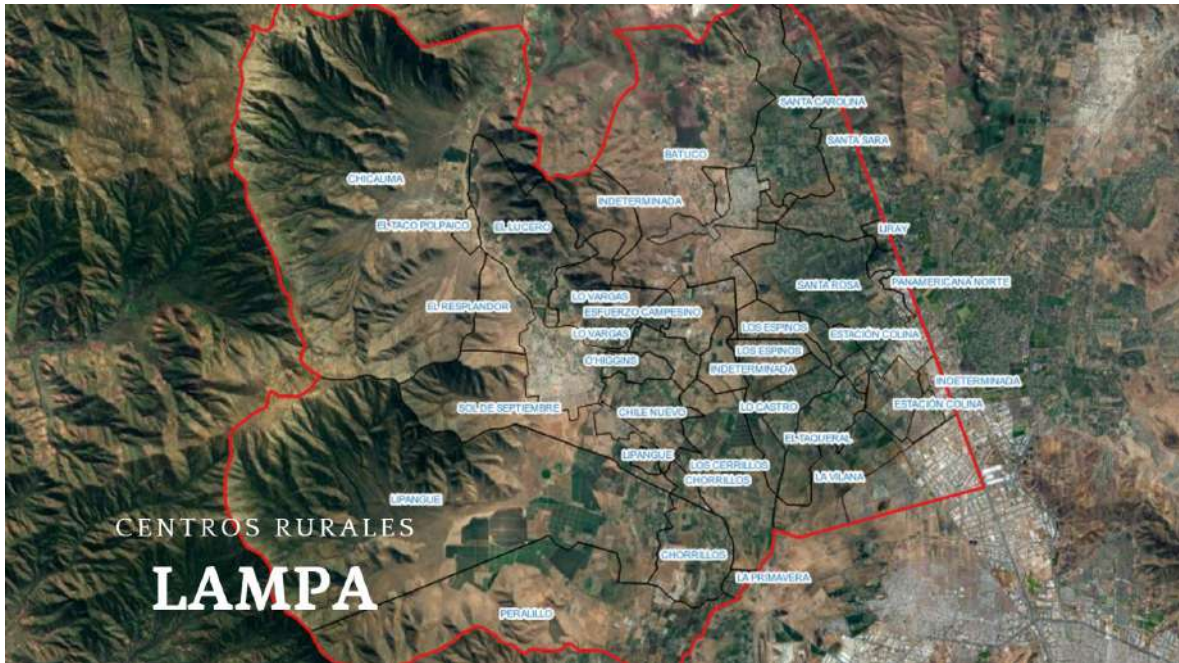 SANTA CAROLINA
SANTA SARA
BATUCO
CHICAUMA
INDETERMINADA
EL TACO POLPAICO
EL LUCERO
LIRAY
PANAMERICANA NORTE
SANTA ROSA
LO VARGAS
EL RESPLANDOR
ESFUERZO CAMPESINO
LOS ESPINOS
LO VARGAS
ESTACIÓN COLINA
LOS ESPINOS
O'HIGGINS
INDETERMINADA
INDETERMINADA
ESTACIÓN COLINA
SOL DE SEPTIEMBRE
LO CASTRO
CHILE NUEVO
EL TAQUERAL
LIPANGUE
LOS CERRILLOS
LA VILANA
CHORRILLOS
LIPANGUE
CENTROS RURALES
LAMPA
CHORRILLOS
LA PRIMAVERA
PERALILLO